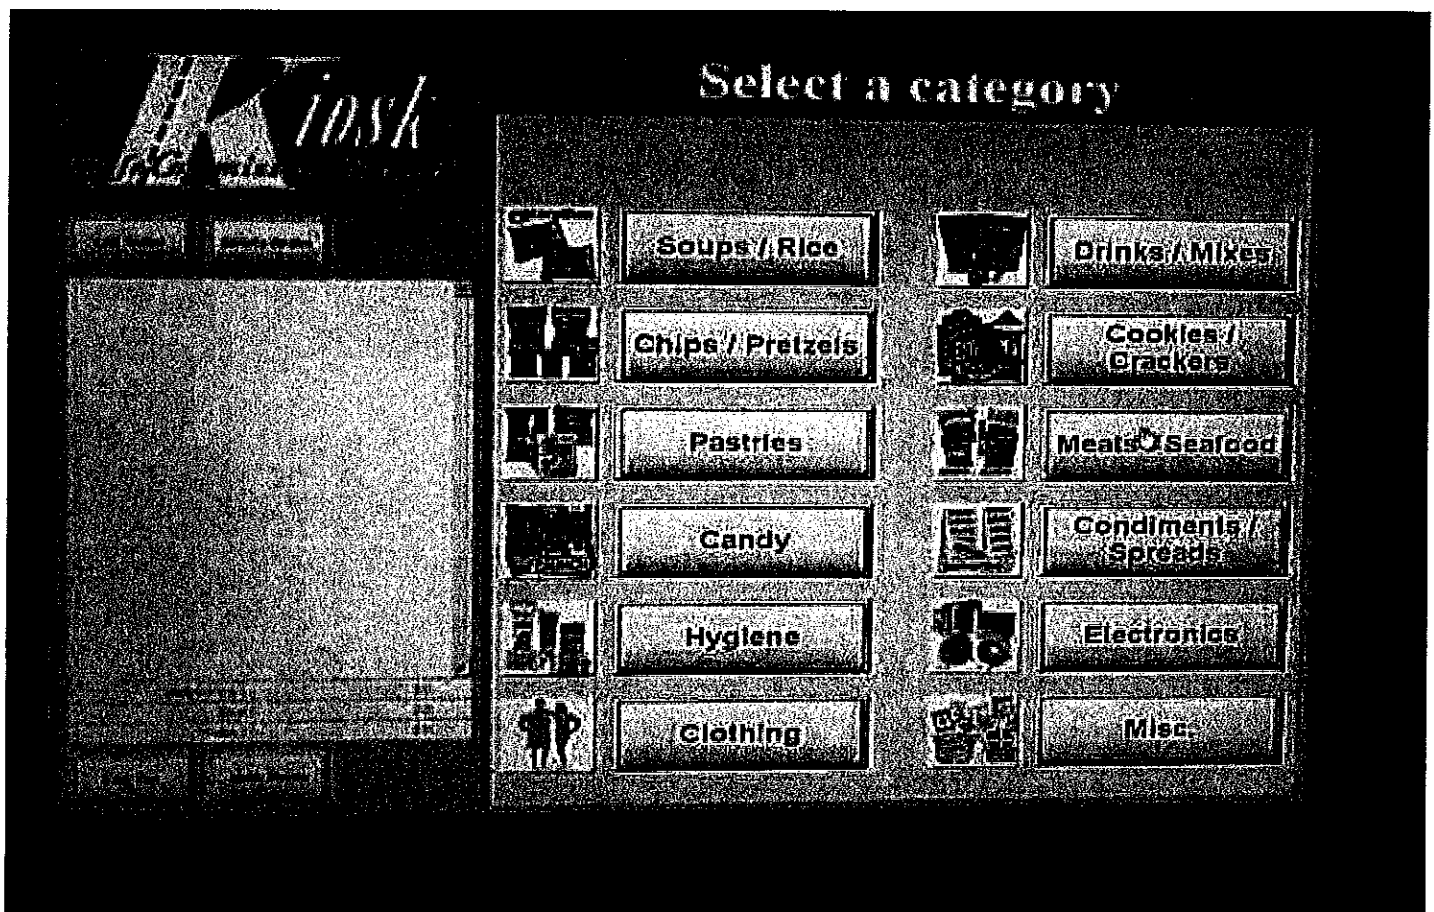 Kiosk
Select a category
Soups / Rice
Drinks / Mixes
Chips / Pretzels
Cookies /
Crackers
Pastries
Meats / Seafood
Candy
Condiments /
Spreads
Hygiene
Electronics
Clothing
Misc.